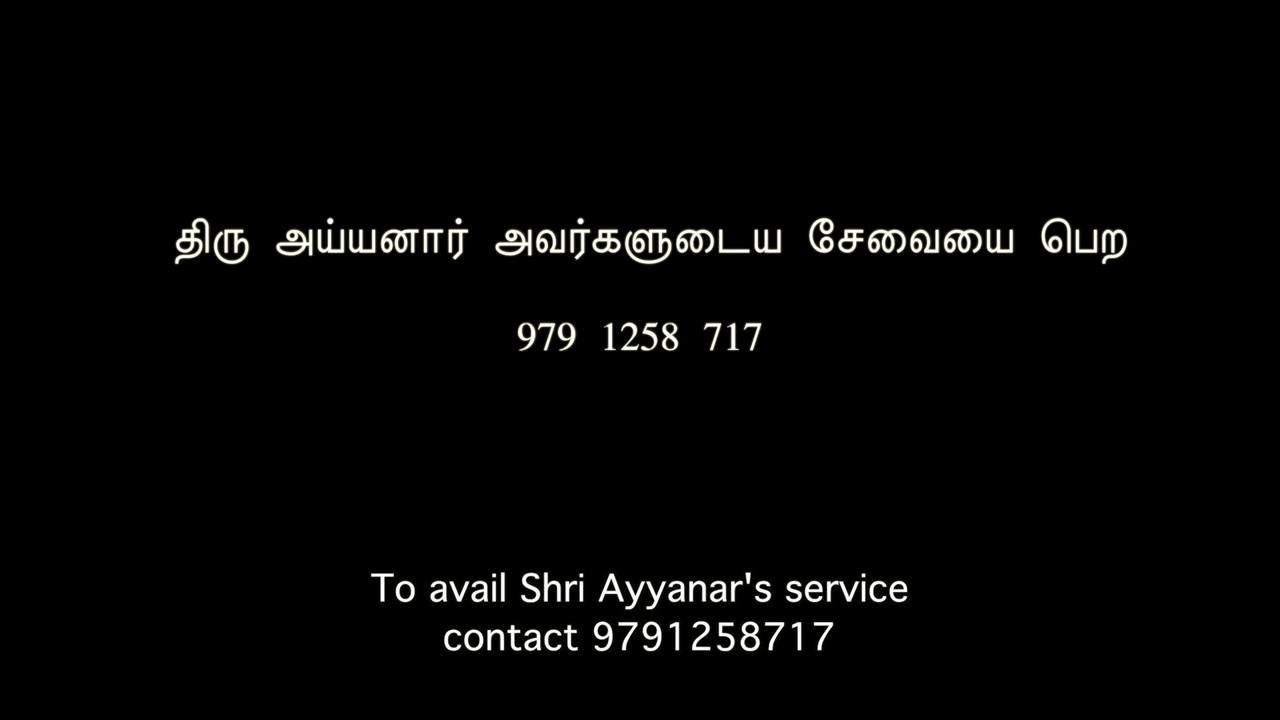 திரு அய்யனார் அவர்களுடைய சேவையை பெற
979 1258 717
To avail Shri Ayyanar's service
contact 9791258717